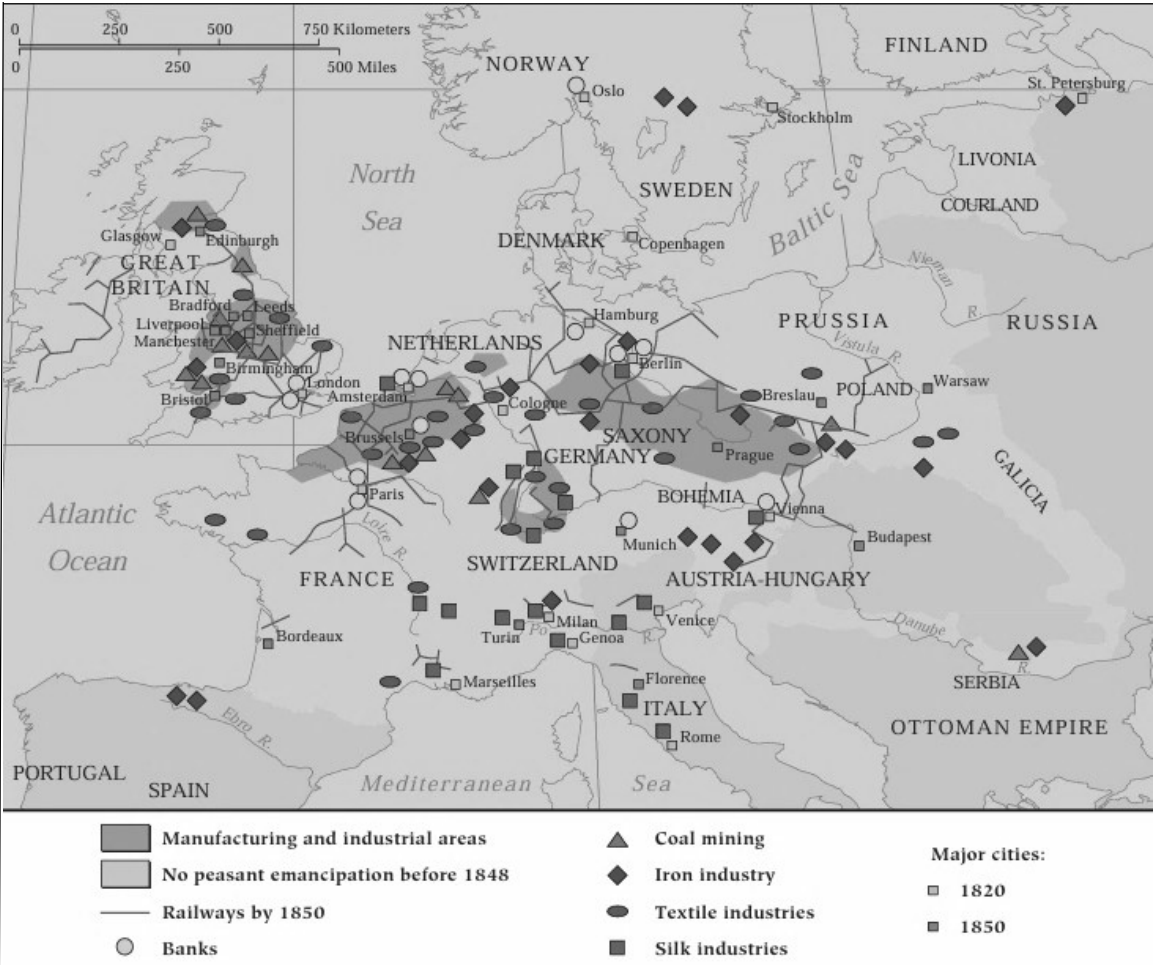 0 250 500 750 Kilometers
0 250 500 Miles
NORWAY
FINLAND
Oslo
St. Petersburg
Stockholm
North
Sea
LIVONIA
SWEDEN
Baltic Sea
COURLAND
Glasgow
Edinburgh
DENMARK
Copenhagen
GREAT
BRITAIN
Nieman
R.
Bradford
Leeds
Hamburg
Liverpool
Sheffield
PRUSSIA
RUSSIA
Manchester
NETHERLANDS
Vistula R.
Birmingham
Berlin
London
Amsterdam
Breslau
POLAND
Warsaw
Bristol
Cologne
Brussels
SAXONY
Prague
GERMANY
GALICIA
Paris
BOHEMIA
Vienna
Atlantic
Ocean
Loire R.
Munich
Budapest
SWITZERLAND
FRANCE
AUSTRIA-HUNGARY
Milan
Venice
Danube
R.
Turin
Po
R.
Genoa
Bordeaux
Marseilles
Florence
SERBIA
ITALY
Ebro R.
OTTOMAN EMPIRE
Rome
PORTUGAL
SPAIN
Mediterranean Sea
Manufacturing and industrial areas
No peasant emancipation before 1848
Railways by 1850
Banks
Coal mining
Iron industry
Textile industries
Silk industries
Major cities:
1820
1850